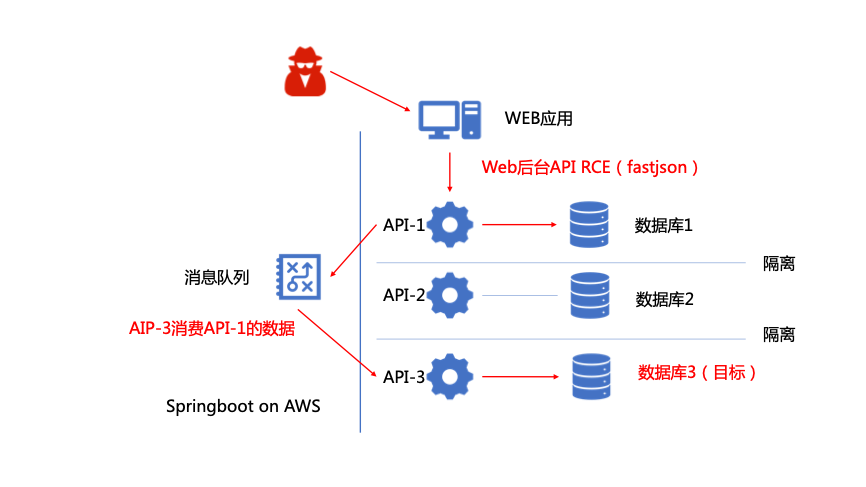 WEB应用
Web后台API RCE（fastjson）
API-1
数据库1
隔离
消息队列
API-2
数据库2
AIP-3消费API-1的数据
隔离
API-3
数据库3（目标）
Springboot on AWS